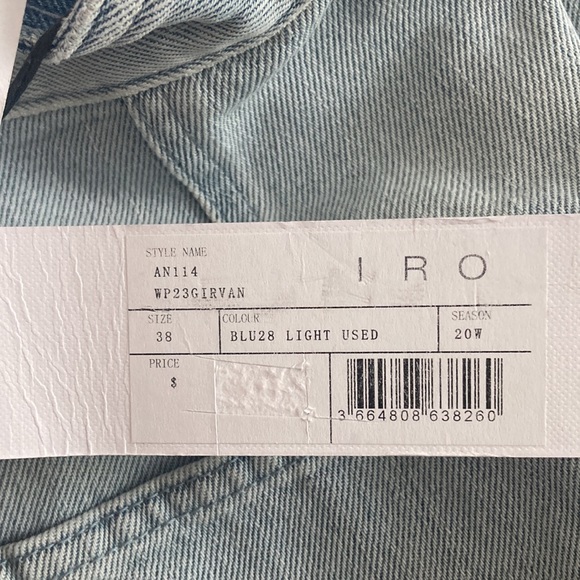 STYLE NAME
AN114
WP23GIRVAN
IRO
SIZE
38
COLOUR
BLU28 LIGHT USED
SEASON
20W
PRICE
$
3 664808 638260